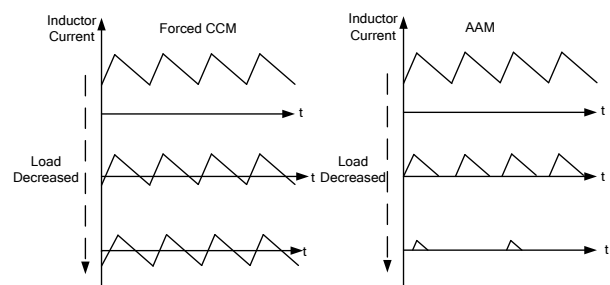 Inductor
Current
Forced CCM
t
Load
Decreased
t
t
Inductor
Current
AAM
t
Load
Decreased
t
t